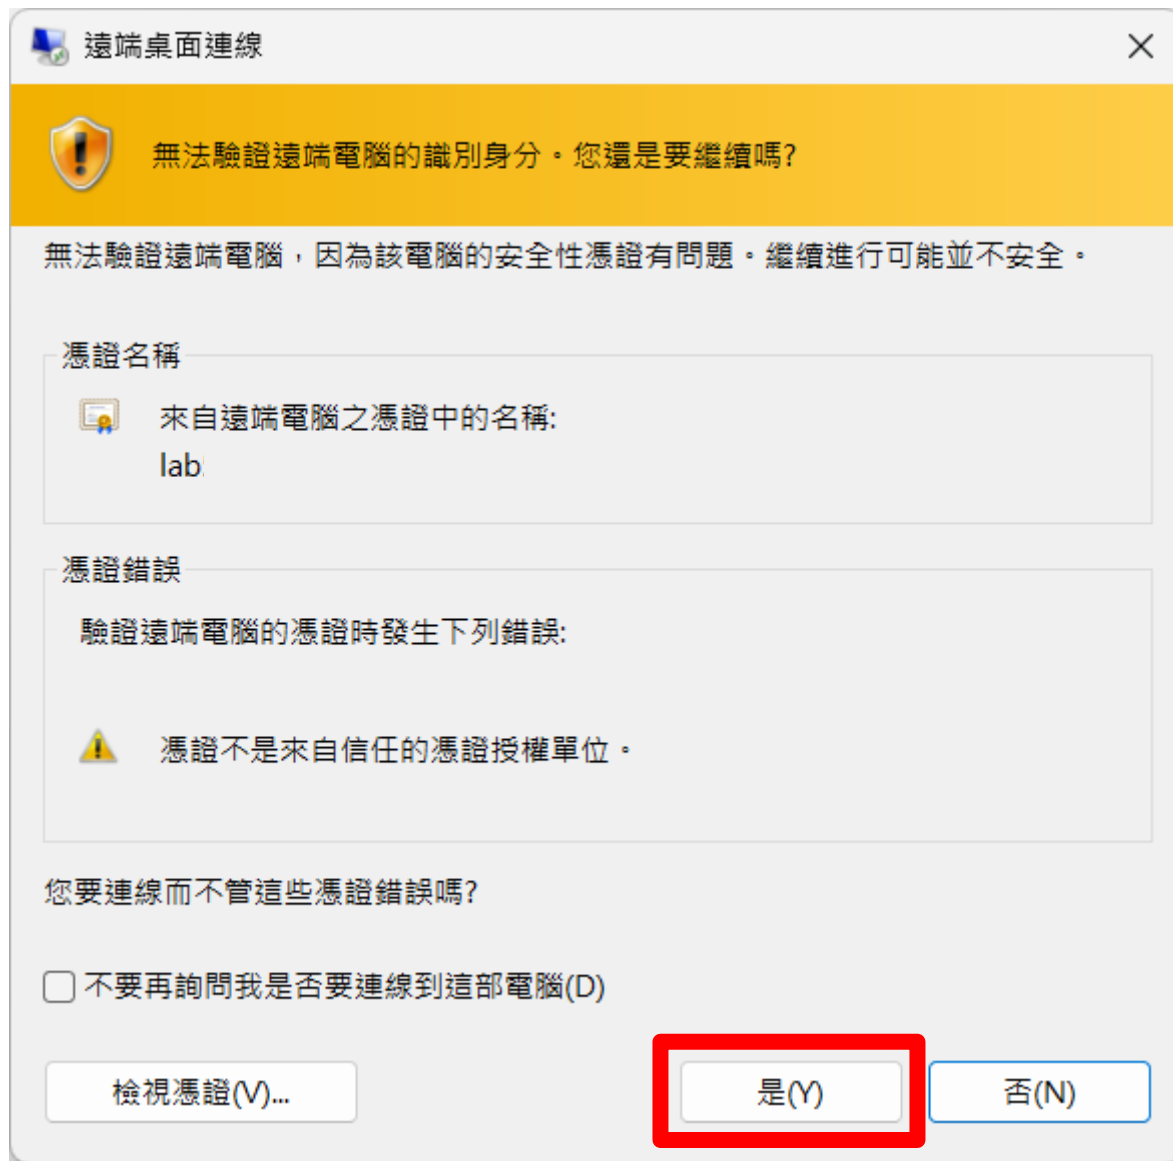 遠端桌面連線
無法驗證遠端電腦的識別身分。您還是要繼續嗎?
無法驗證遠端電腦，因為該電腦的安全性憑證有問題。繼續進行可能並不安全。
憑證名稱
來自遠端電腦之憑證中的名稱:
lab
憑證錯誤
驗證遠端電腦的憑證時發生下列錯誤:
憑證不是來自信任的憑證授權單位。
您要連線而不管這些憑證錯誤嗎?
不要再詢問我是否要連線到這部電腦(D)
檢視憑證(V)...
是(Y)
否(N)